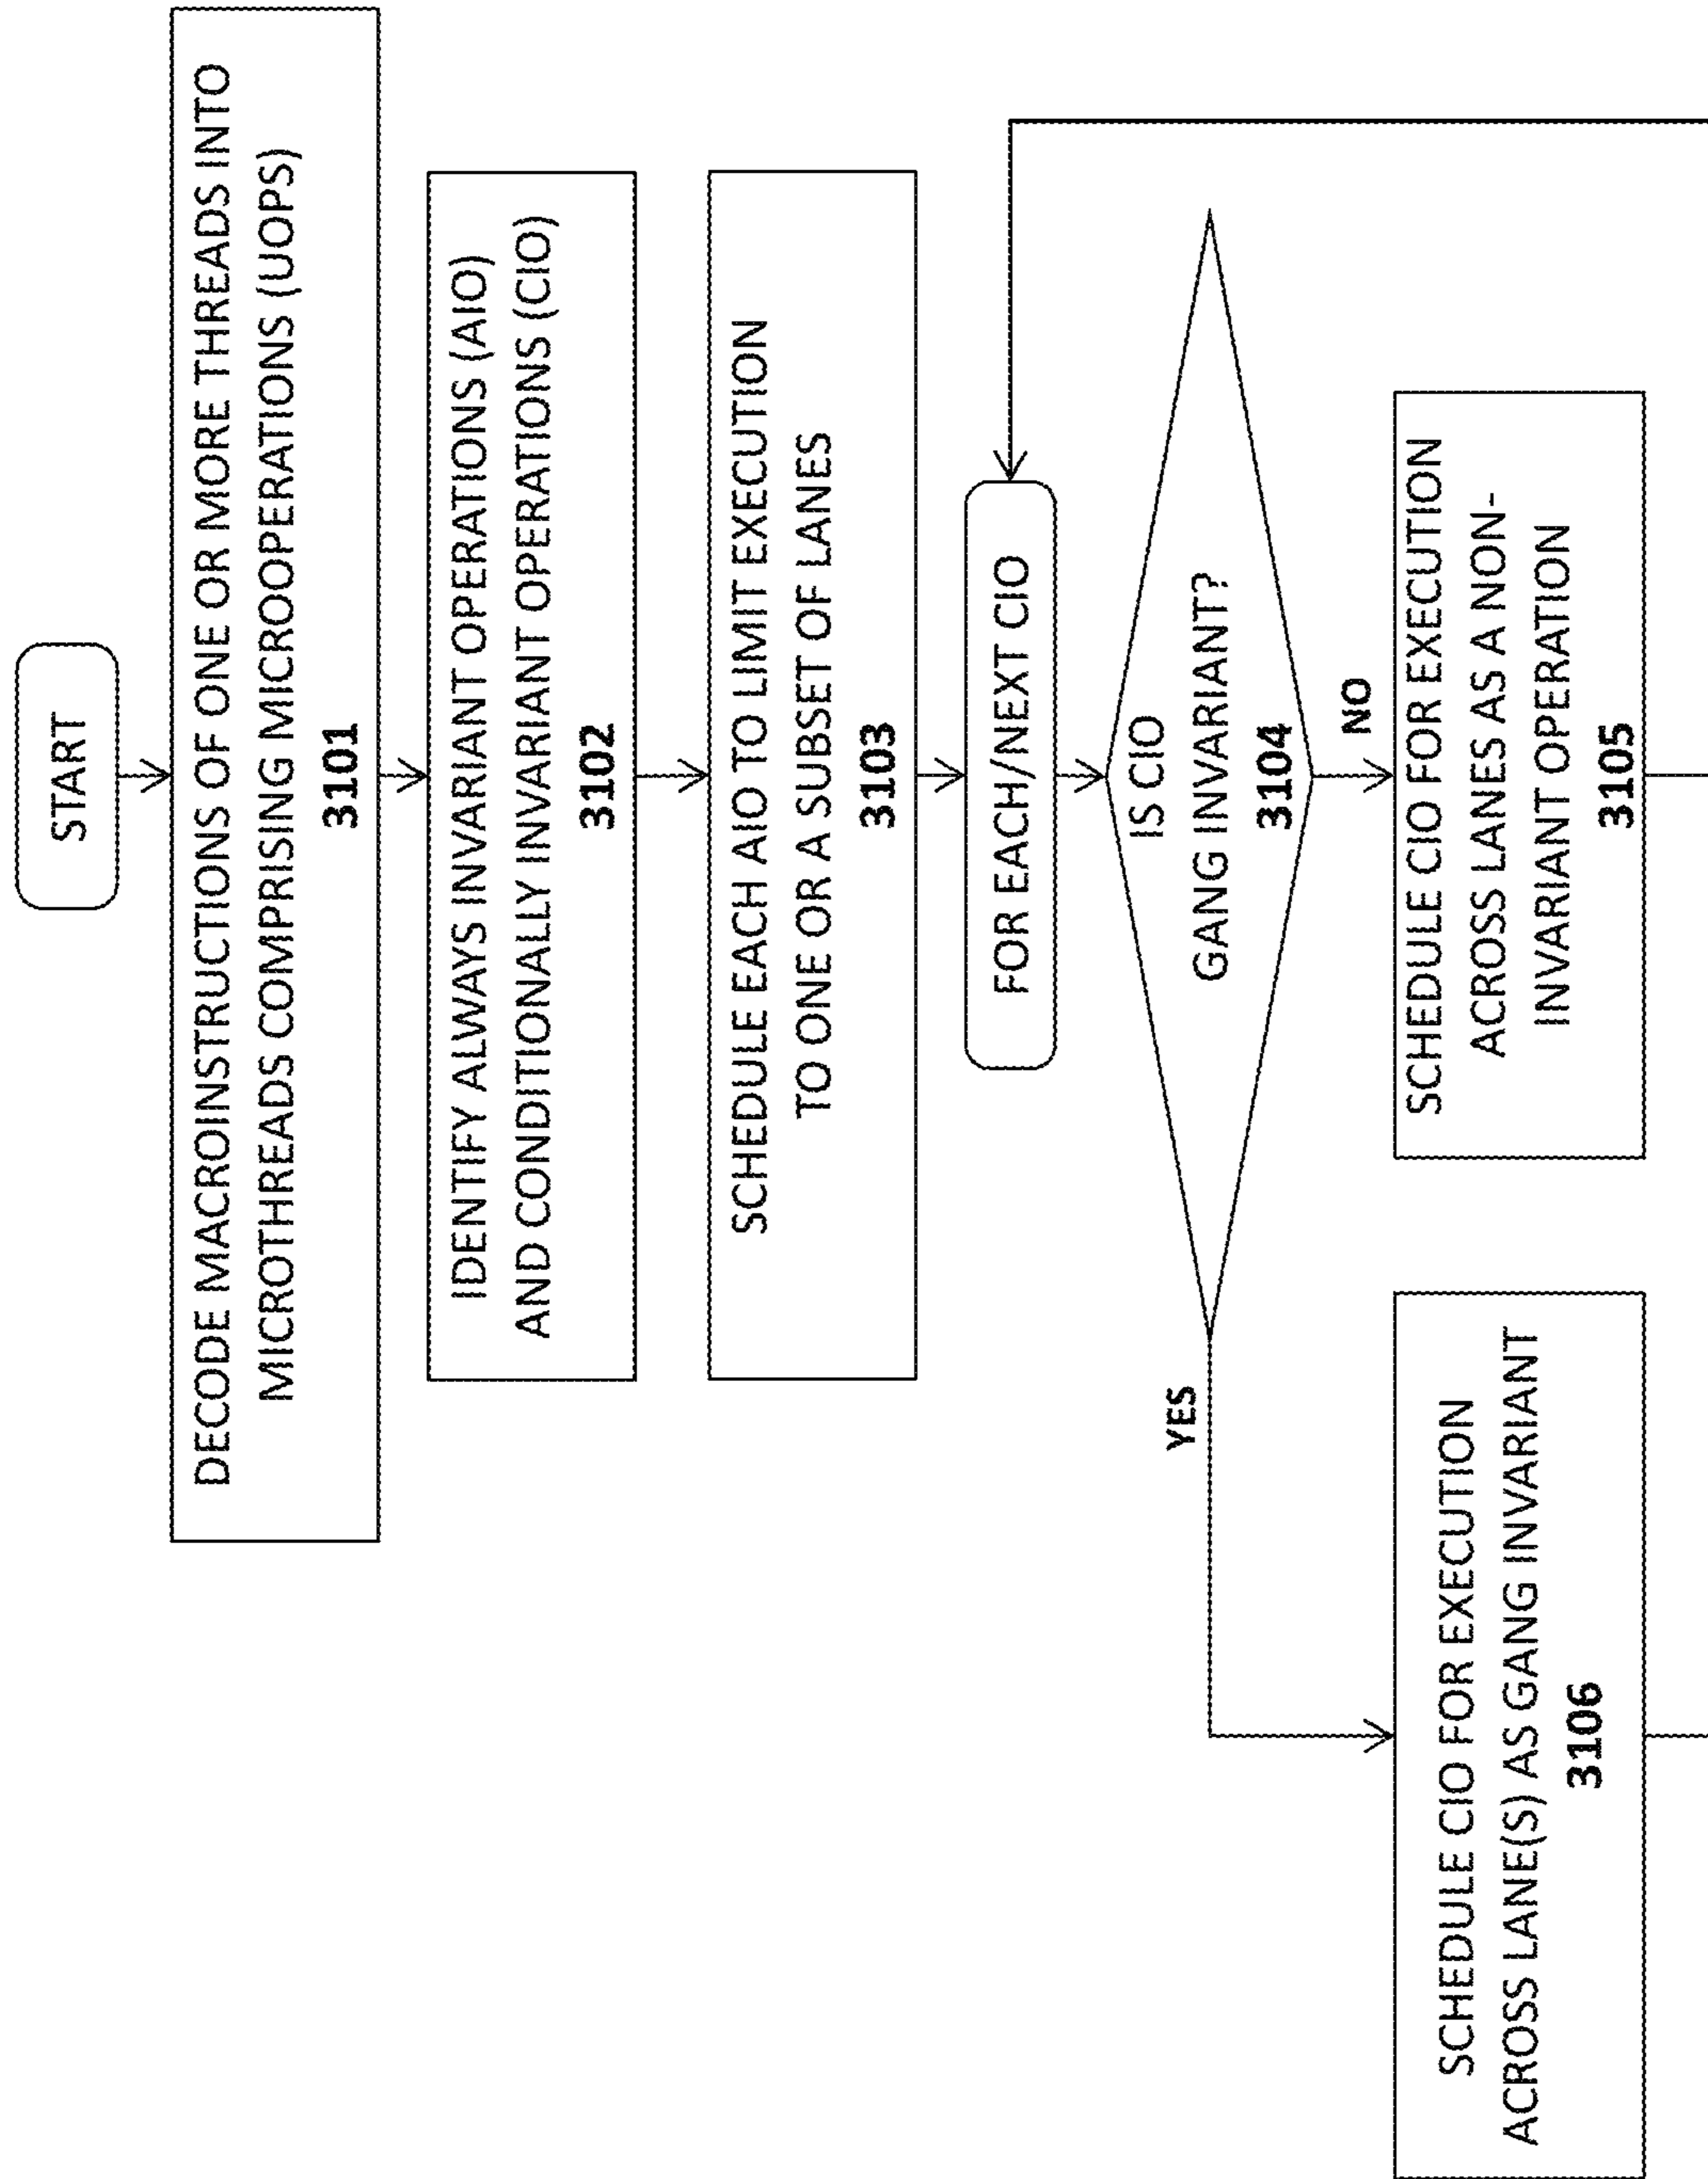 START
DECODE MACROINSTRUCTIONS OF ONE OR MORE THREADS INTO
MICROTHREADS COMPRISING MICROOPERATIONS (UOPS)
3101
IDENTIFY ALWAYS INVARIANT OPERATIONS (AIO)
AND CONDITIONALLY INVARIANT OPERATIONS (CIO)
3102
SCHEDULE EACH AIO TO LIMIT EXECUTION
TO ONE OR A SUBSET OF LANES
3103
FOR EACH/NEXT CIO
IS CIO
GANG INVARIANT?
3104
YES
NO
SCHEDULE CIO FOR EXECUTION
ACROSS LANE(S) AS GANG INVARIANT
3106
SCHEDULE CIO FOR EXECUTION
ACROSS LANES AS A NON-
INVARIANT OPERATION
3105